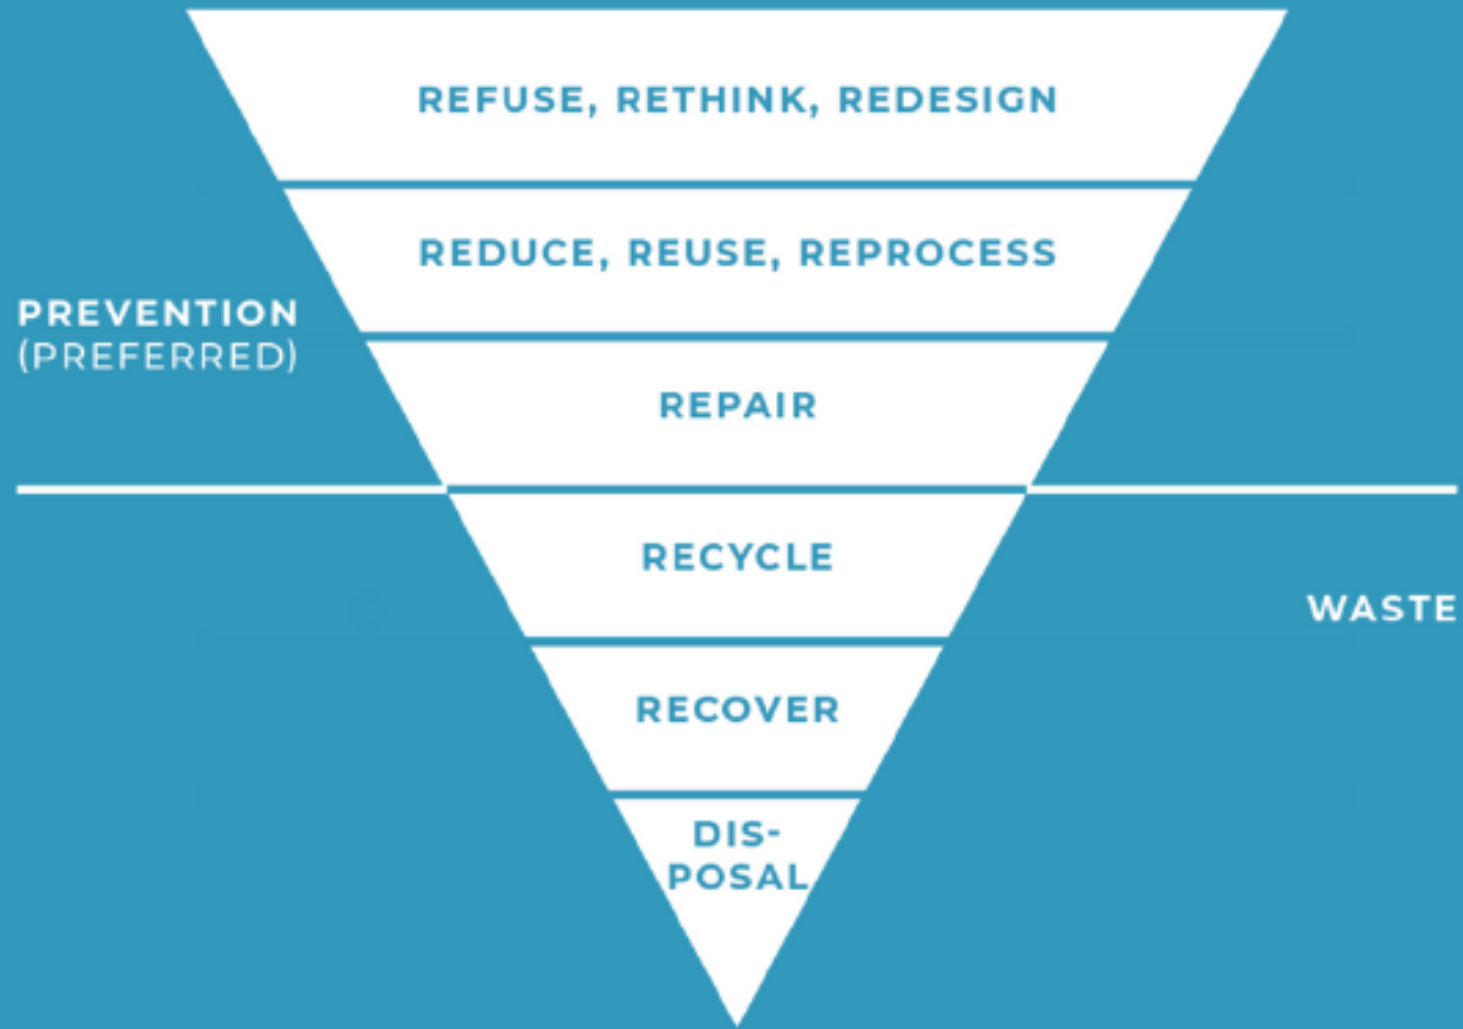 REFUSE, RETHINK, REDESIGN
REDUCE, REUSE, REPROCESS
PREVENTION
(PREFERRED)
REPAIR
RECYCLE
WASTE
RECOVER
DIS-
POSAL